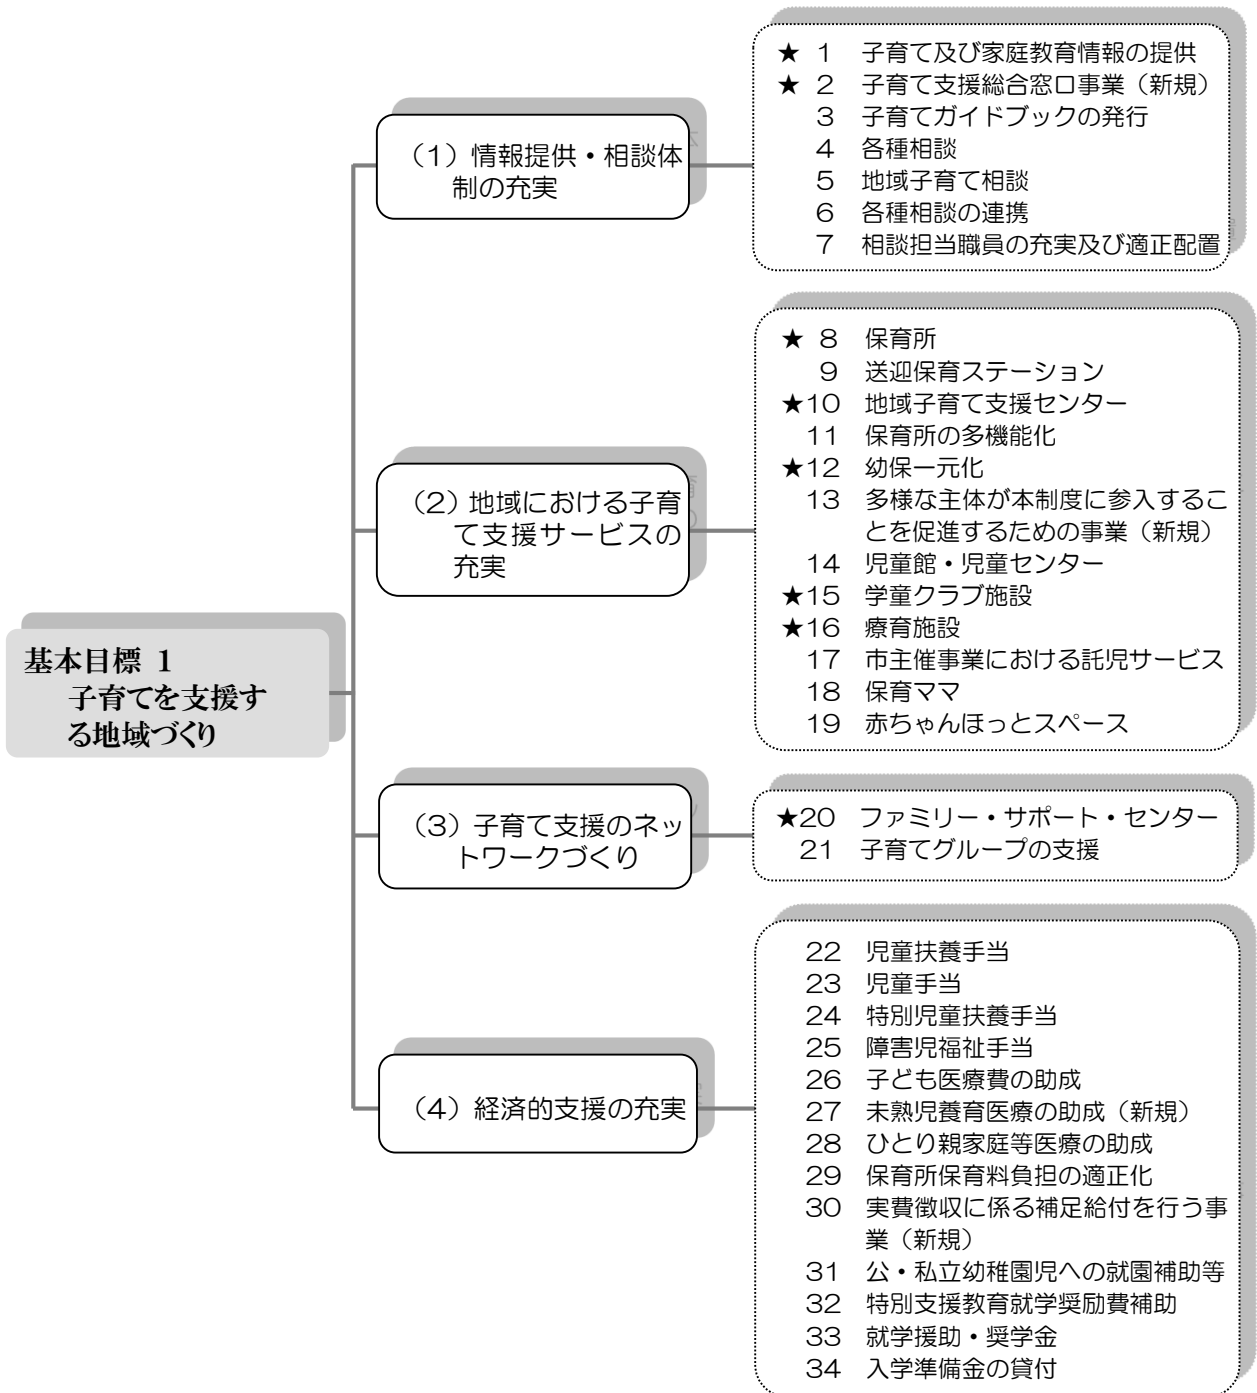 基本目標 1
子育てを支援す
る地域づくり
（1）情報提供・相談体
制の充実
★ 1 子育て及び家庭教育情報の提供
★ 2 子育て支援総合窓口事業（新規）
3 子育てガイドブックの発行
4 各種相談
5 地域子育て相談
6 各種相談の連携
7 相談担当職員の充実及び適正配置
（2）地域における子育
て支援サービスの
充実
★ 8 保育所
9 送迎保育ステーション
★10 地域子育て支援センター
11 保育所の多機能化
★12 幼保一元化
13 多様な主体が本制度に参入するこ
とを促進するための事業（新規）
14 児童館・児童センター
★15 学童クラブ施設
★16 療育施設
17 市主催事業における託児サービス
18 保育ママ
19 赤ちゃんほっとスペース
（3）子育て支援のネッ
トワークづくり
★20 ファミリー・サポート・センター
21 子育てグループの支援
（4）経済的支援の充実
22 児童扶養手当
23 児童手当
24 特別児童扶養手当
25 障害児福祉手当
26 子ども医療費の助成
27 未熟児養育医療の助成（新規）
28 ひとり親家庭等医療の助成
29 保育所保育料負担の適正化
30 実費徴収に係る補足給付を行う事
業（新規）
31 公・私立幼稚園児への就園補助等
32 特別支援教育就学奨励費補助
33 就学援助・奨学金
34 入学準備金の貸付